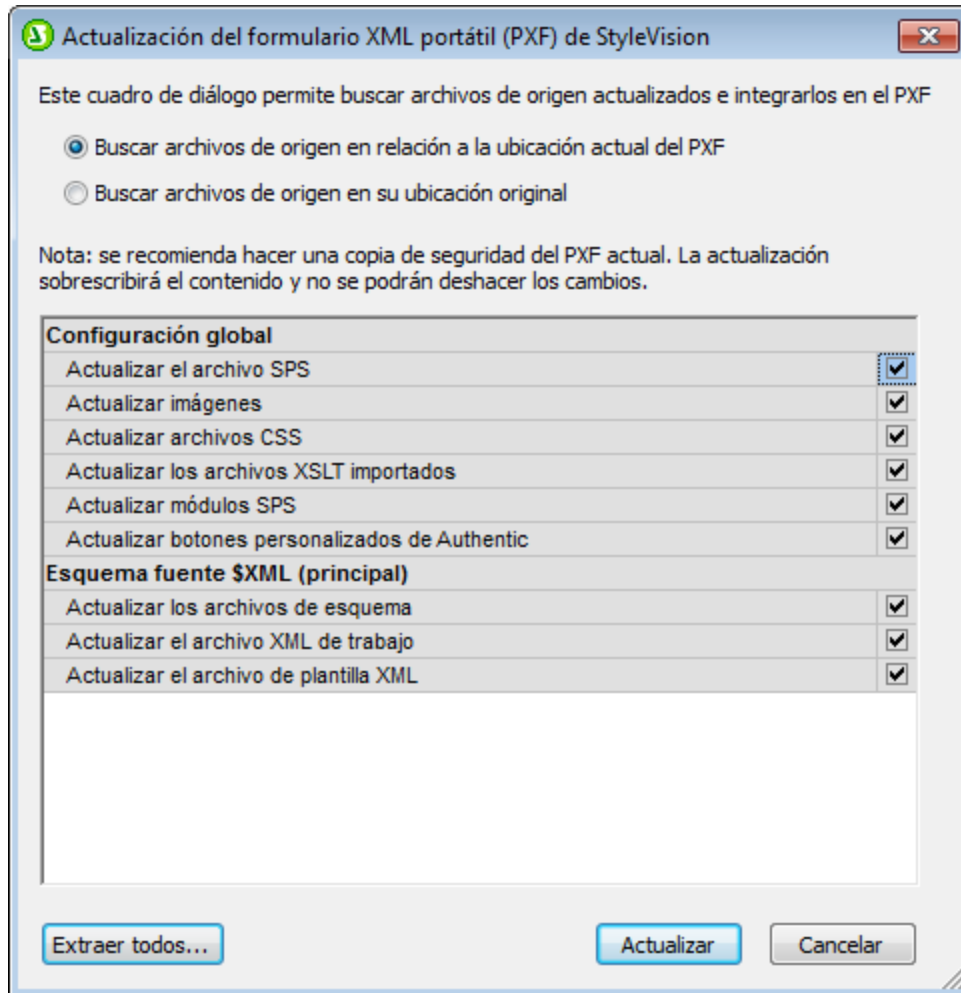 Actualización del formulario XML portátil (PXF) de StyleVision
Este cuadro de diálogo permite buscar archivos de origen actualizados e integrarlos en el PXF
Buscar archivos de origen en relación a la ubicación actual del PXF
Buscar archivos de origen en su ubicación original
Nota: se recomienda hacer una copia de seguridad del PXF actual. La actualización
sobrescribirá el contenido y no se podrán deshacer los cambios.
Configuración global
Actualizar el archivo SPS
Actualizar imágenes
Actualizar archivos CSS
Actualizar los archivos XSLT importados
Actualizar módulos SPS
Actualizar botones personalizados de Authentic
Esquema fuente $XML (principal)
Actualizar los archivos de esquema
Actualizar el archivo XML de trabajo
Actualizar el archivo de plantilla XML
Extraer todos... Actualizar Cancelar